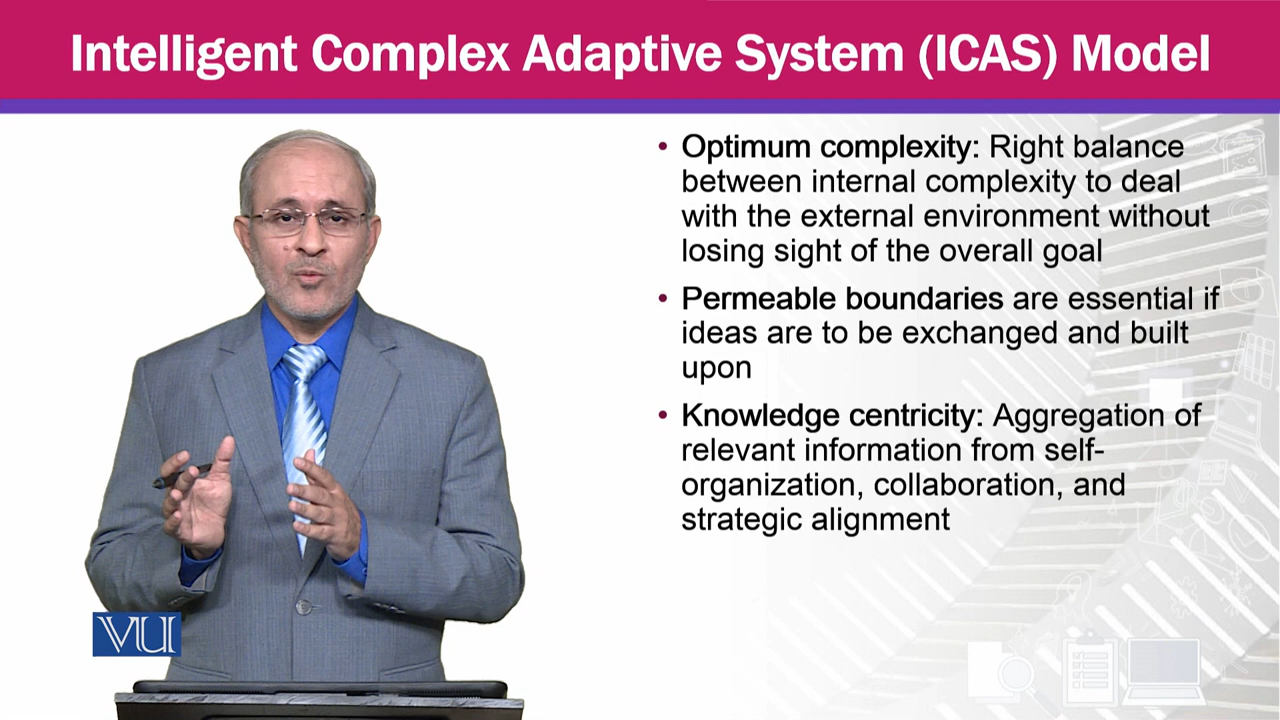 Intelligent Complex Adaptive System (ICAS) Model
• Optimum complexity: Right balance
between internal complexity to deal
with the external environment without
losing sight of the overall goal
• Permeable boundaries are essential if
ideas are to be exchanged and built
upon
• Knowledge centricity: Aggregation of
relevant information from self-
organization, collaboration, and
strategic alignment
VU